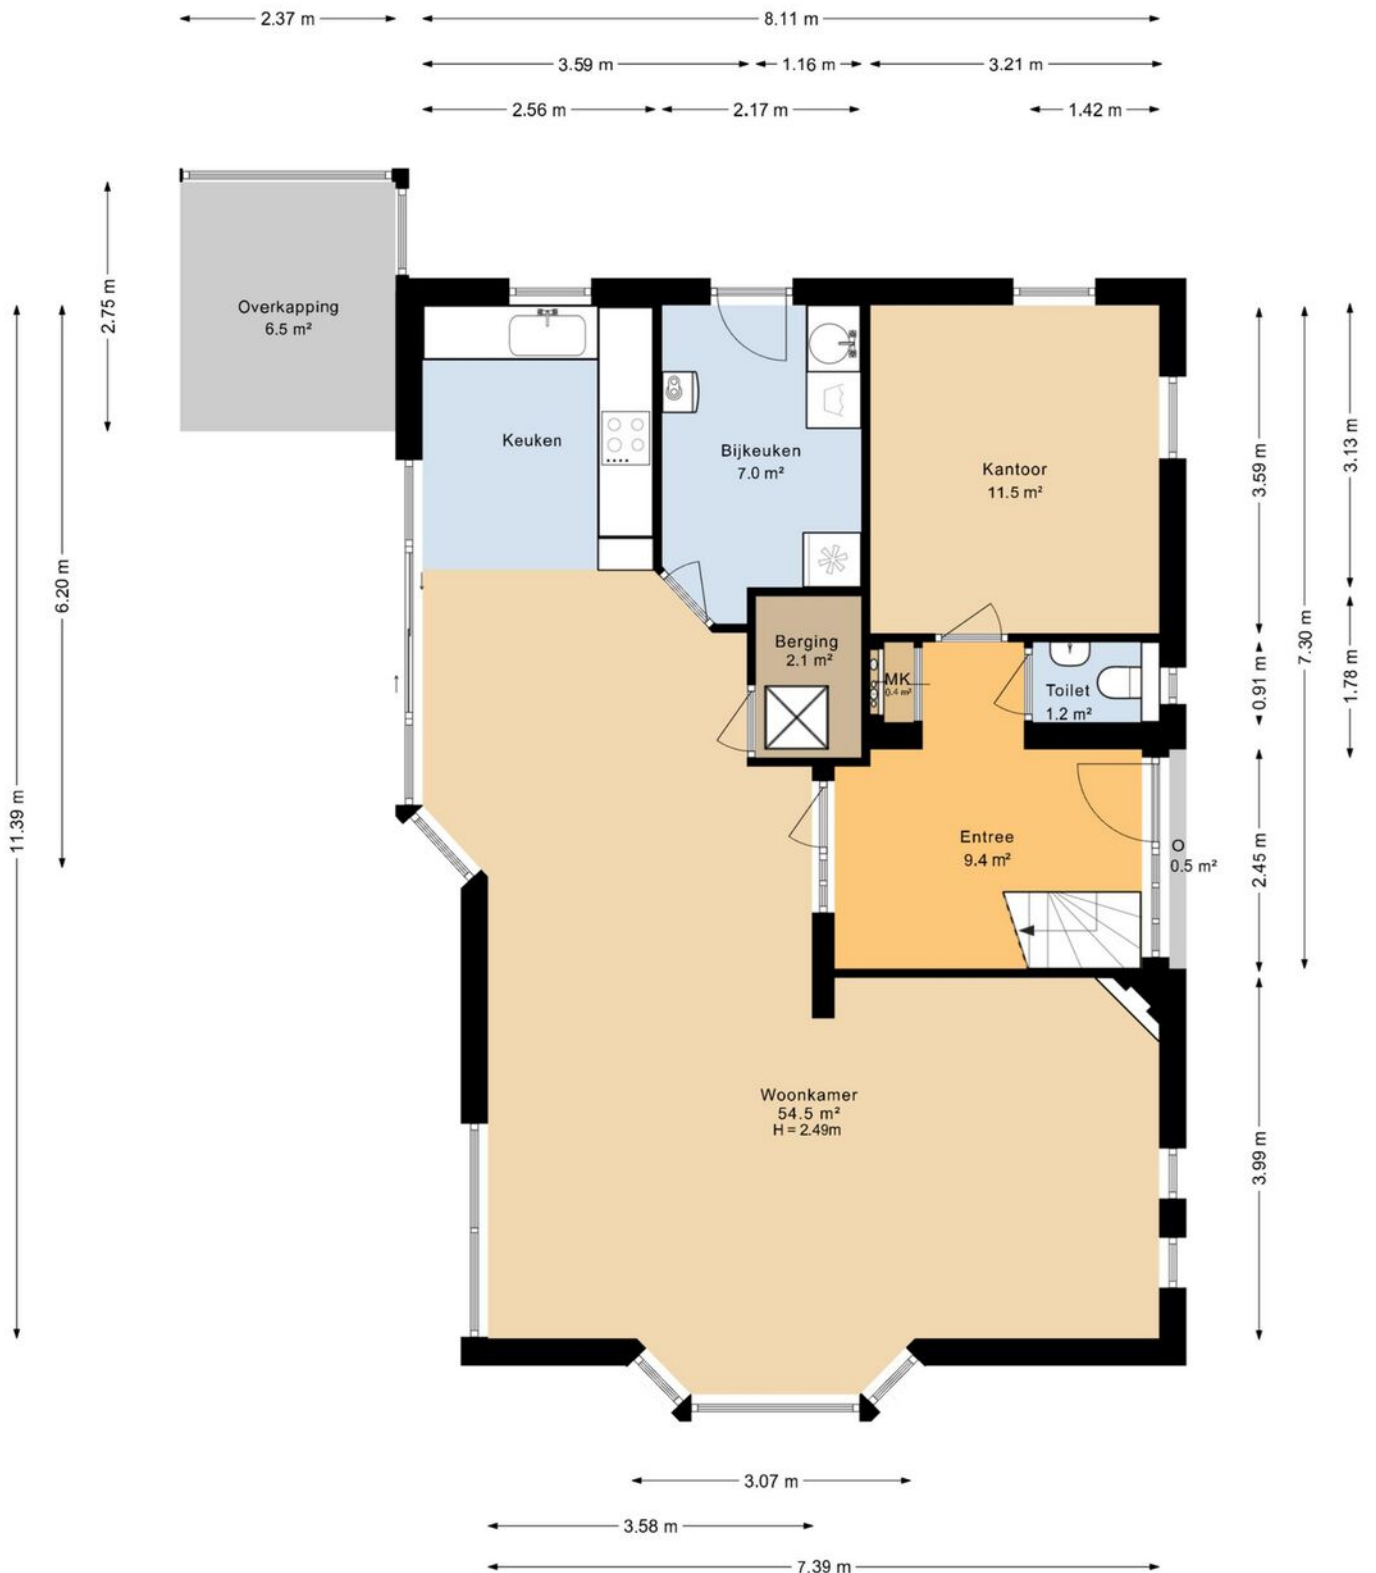 2.37 m
8.11 m
3.59 m
1.16 m
3.21 m
2.56 m
2.17 m
1.42 m
2.75 m
11.39 m
6.20 m
Overkapping
6.5 m²
Keuken
Bijkeuken
7.0 m²
Kantoor
11.5 m²
Berging
2.1 m²
MK
0.4 m²
Toilet
1.2 m²
Entree
9.4 m²
O
0.5 m²
Woonkamer
54.5 m²
H = 2.49m
3.59 m
0.91 m
2.45 m
3.99 m
7.30 m
3.13 m
1.78 m
3.07 m
3.58 m
7.39 m